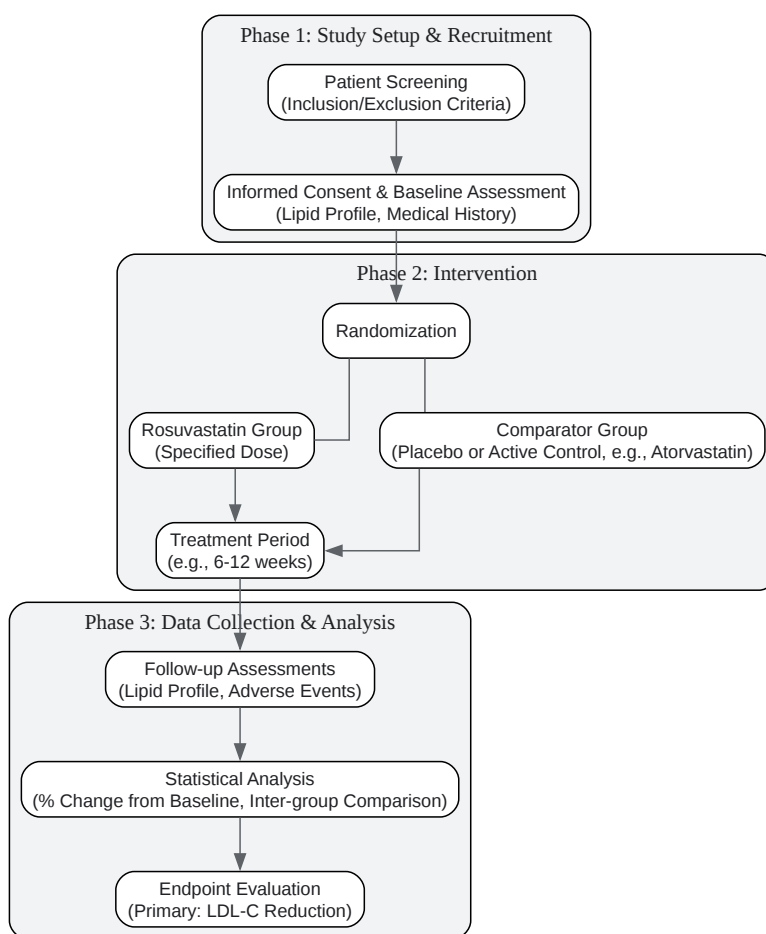 Phase 1: Study Setup & Recruitment
Patient Screening
(Inclusion/Exclusion Criteria)
Informed Consent & Baseline Assessment
(Lipid Profile, Medical History)
Phase 2: Intervention
Randomization
Rosuvastatin Group
(Specified Dose)
Comparator Group
(Placebo or Active Control, e.g., Atorvastatin)
Treatment Period
(e.g., 6-12 weeks)
Phase 3: Data Collection & Analysis
Follow-up Assessments
(Lipid Profile, Adverse Events)
Statistical Analysis
(% Change from Baseline, Inter-group Comparison)
Endpoint Evaluation
(Primary: LDL-C Reduction)